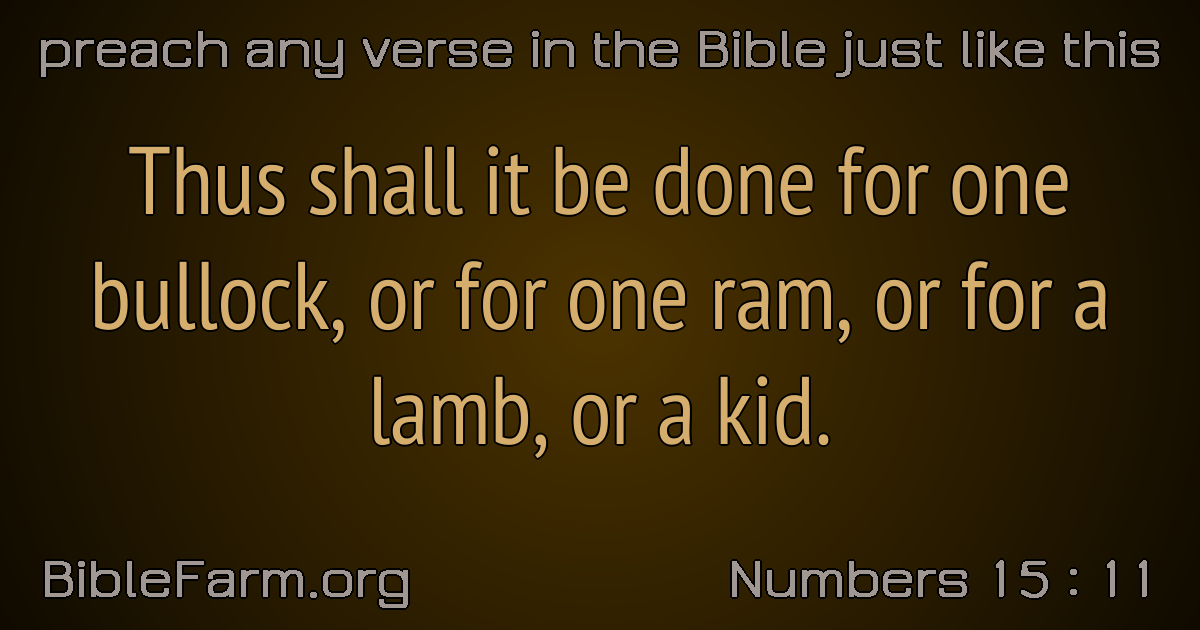 preach any verse in the Bible just like this
Thus shall it be done for one
bullock, or for one ram, or for a
lamb, or a kid.
BibleFarm.org
Numbers 15 : 11